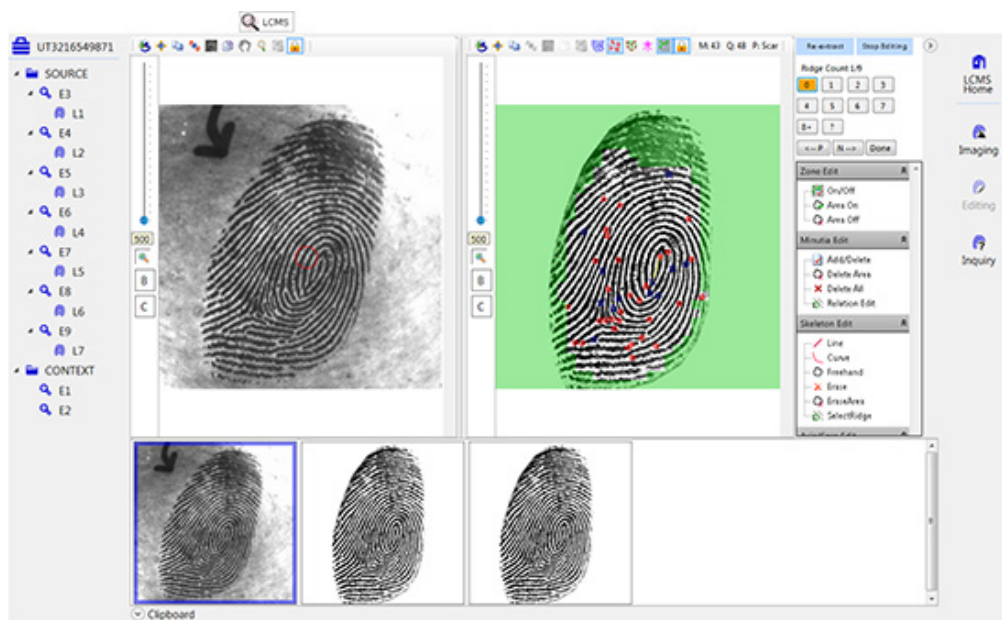 LCMS
UT3216549871
SOURCE
E3
L1
E4
L2
E5
L3
E6
L4
E7
L5
E8
L6
E9
L7
CONTEXT
E1
E2
500
B
C
M: 43 Q: 48 P: Scar
500
B
C
Re-extract Stop Editing
Ridge Count 1/8
0 1 2 3
4 5 6 7
8+ ?
<-- P N --> Done
Zone Edit
On/Off
Area On
Area Off
Minutia Edit
Add/Delete
Delete Area
Delete All
Relation Edit
Skeleton Edit
Line
Curve
Freehand
Erase
EraseArea
SelectRidge
LCMS
Home
Imaging
Editing
Inquiry
Clipboard